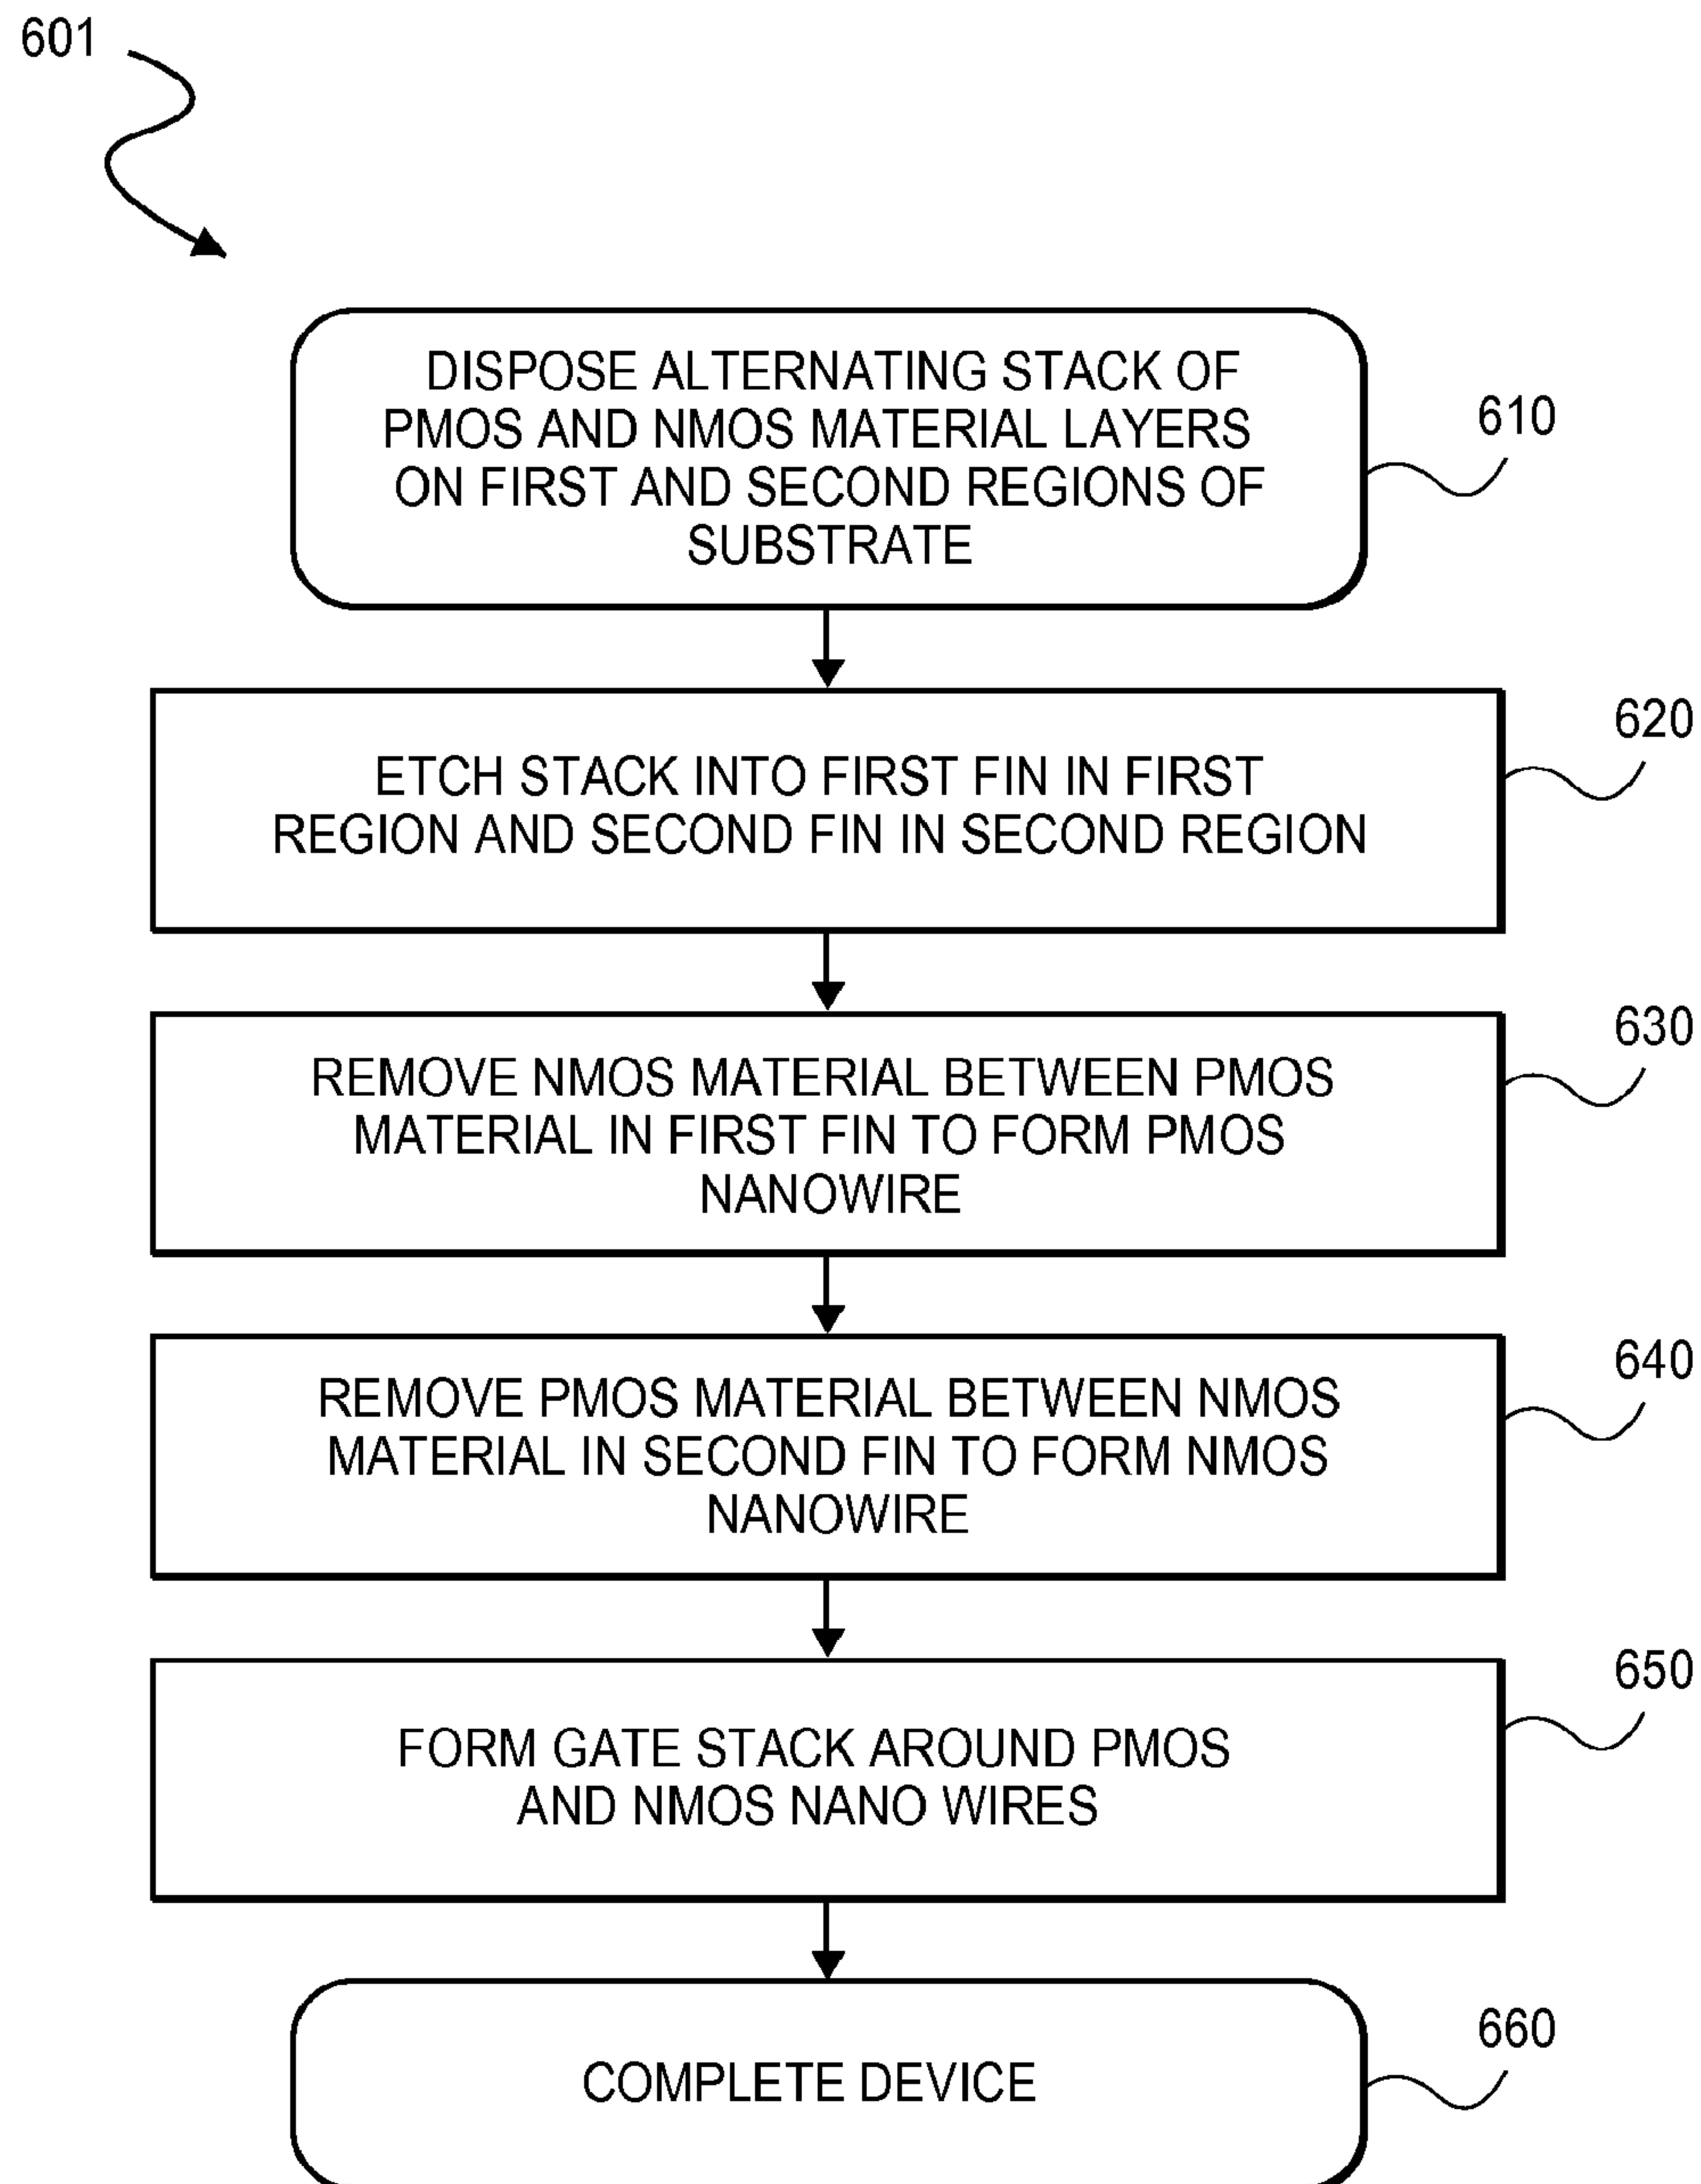 601
DISPOSE ALTERNATING STACK OF
PMOS AND NMOS MATERIAL LAYERS
ON FIRST AND SECOND REGIONS OF
SUBSTRATE
610
ETCH STACK INTO FIRST FIN IN FIRST
REGION AND SECOND FIN IN SECOND REGION
620
REMOVE NMOS MATERIAL BETWEEN PMOS
MATERIAL IN FIRST FIN TO FORM PMOS
NANOWIRE
630
REMOVE PMOS MATERIAL BETWEEN NMOS
MATERIAL IN SECOND FIN TO FORM NMOS
NANOWIRE
640
FORM GATE STACK AROUND PMOS
AND NMOS NANO WIRES
650
COMPLETE DEVICE
660